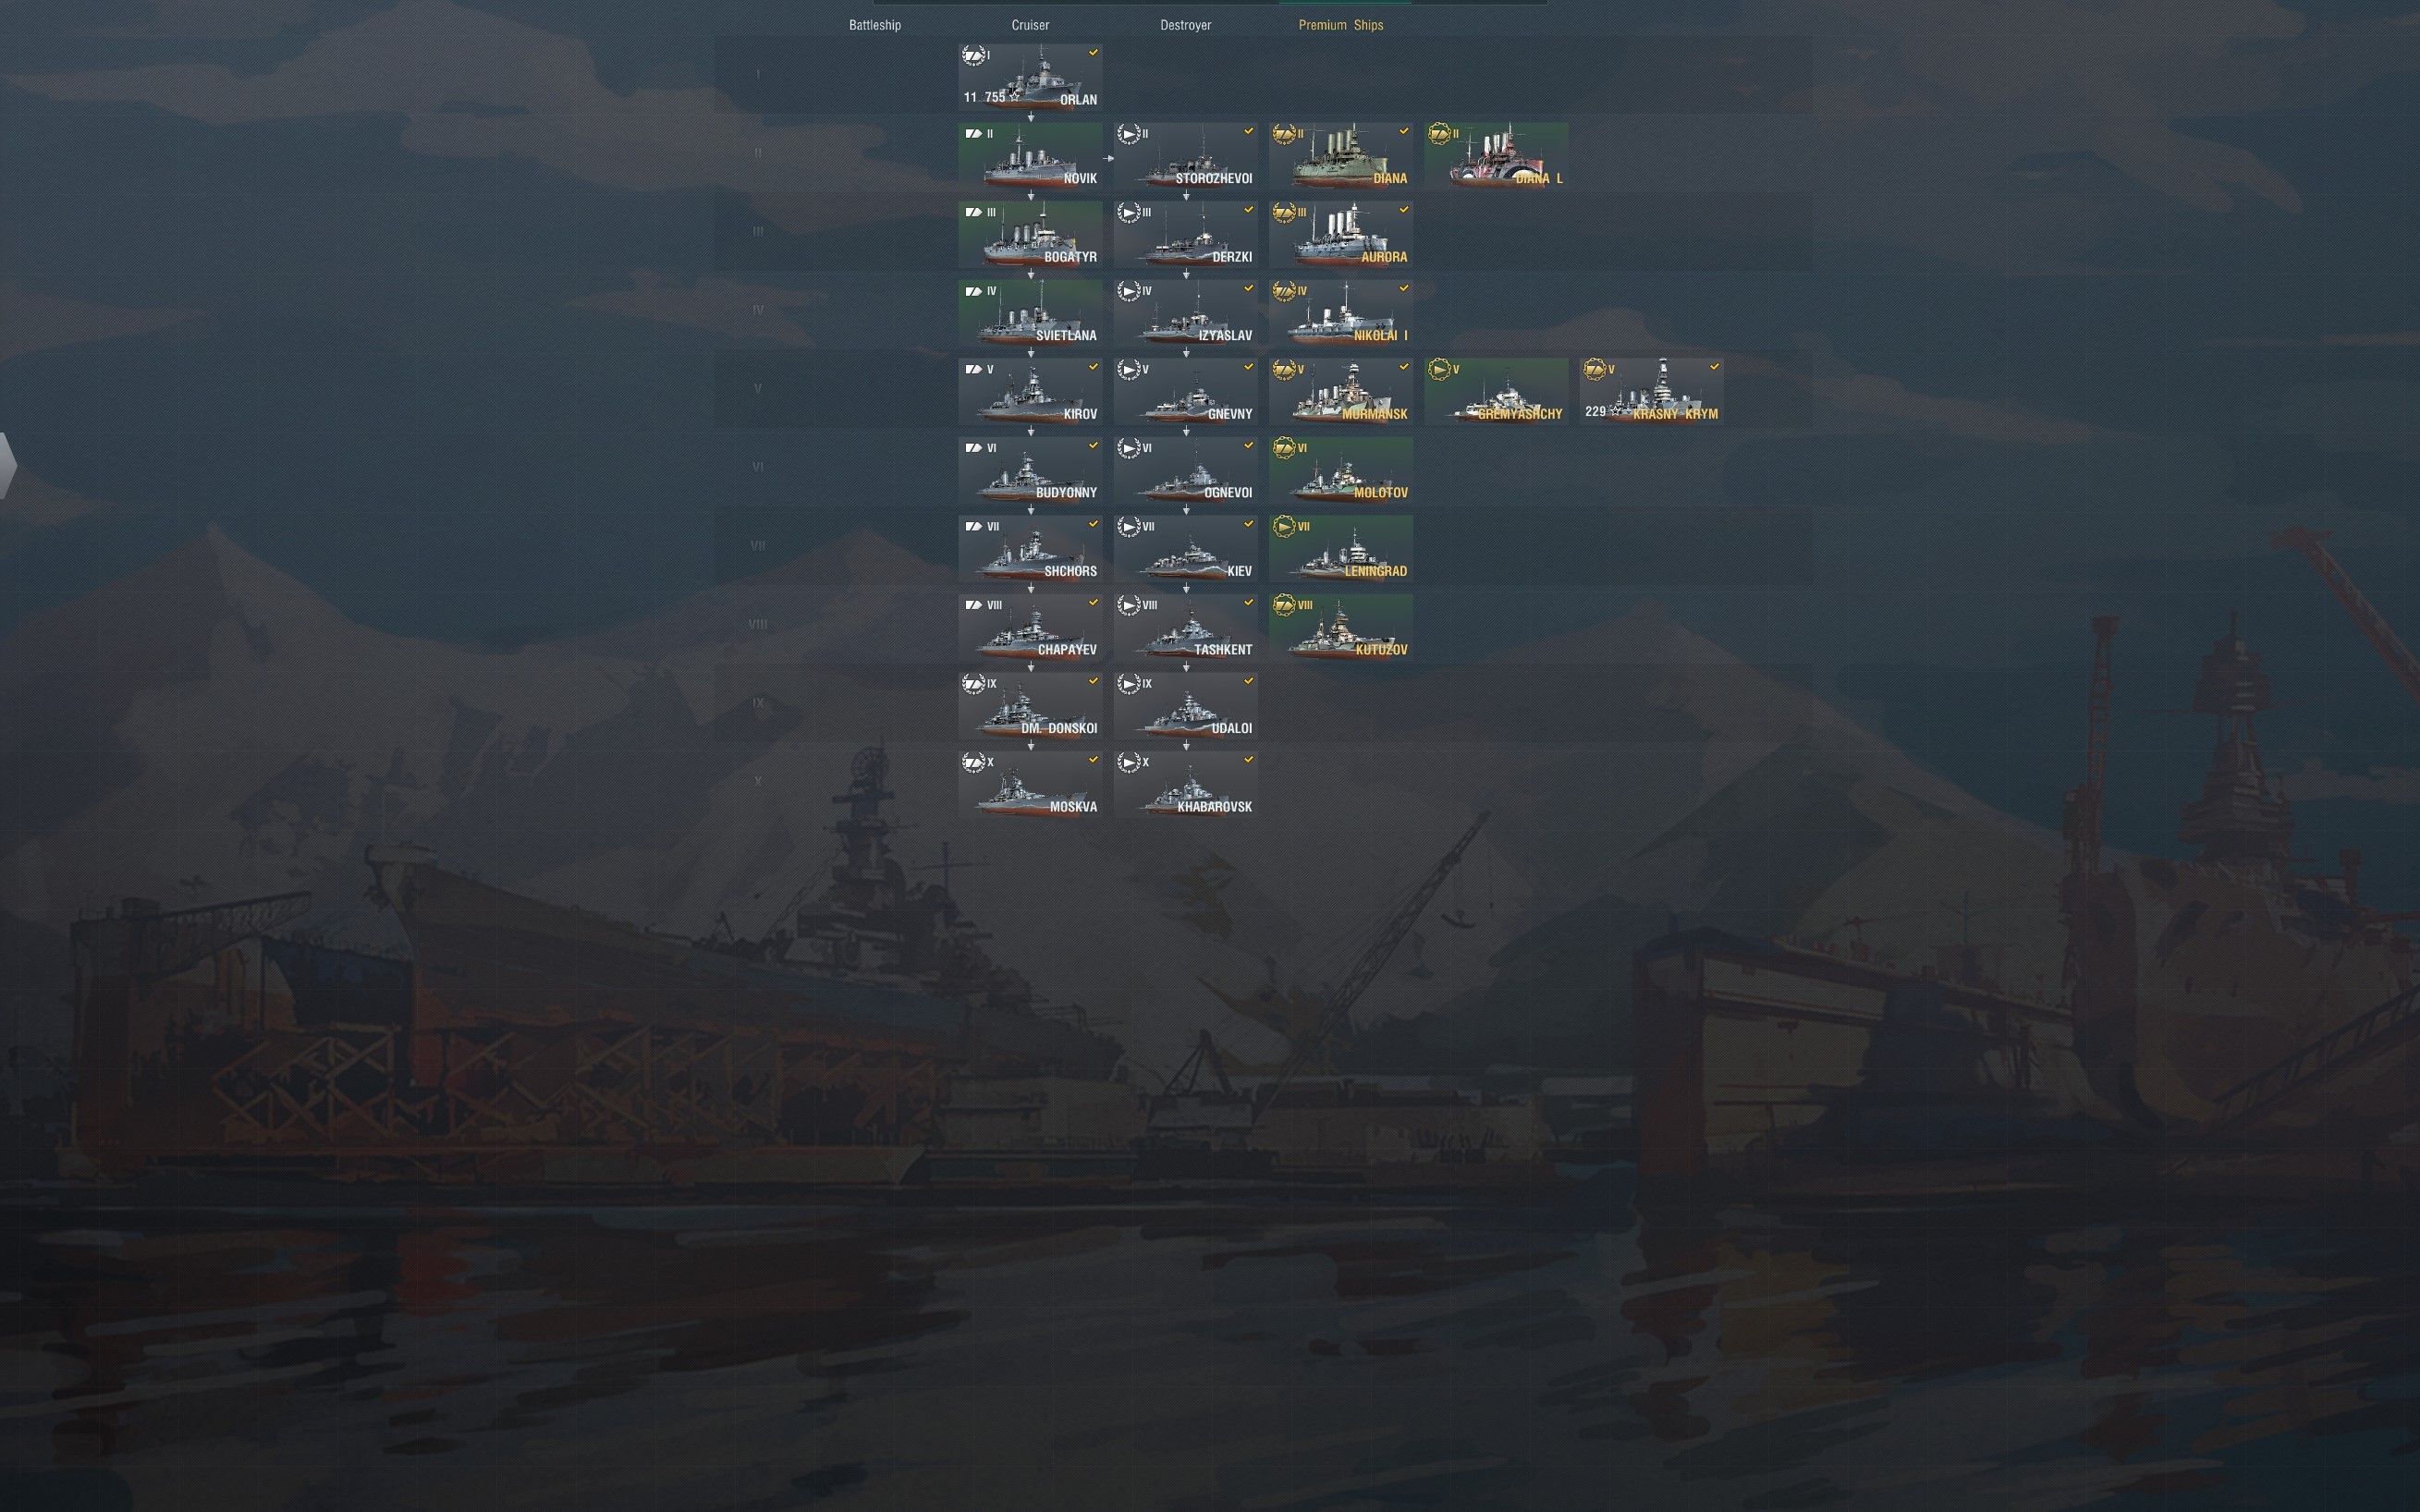 Battleship Cruiser Destroyer Premium Ships
I I 11 755 ORLAN
II II NOVIK II STOROZHEVOI II DIANA II DIANA L
III III BOGATYR III DERZKI III AURORA
IV IV SVIETLANA IV IZYASLAV IV NIKOLAI I
V V KIROV V GNEVNY V MURMANSK V GREMYASHCHY V 229 KRASNY KRYM
VI VI BUDYONNY VI OGNEVOI VI MOLOTOV
VII VII SHCHORS VII KIEV VII LENINGRAD
VIII VIII CHAPAYEV VIII TASHKENT VIII KUTUZOV
IX IX DM. DONSKOI IX UDALOI
X X MOSKVA X KHABAROVSK